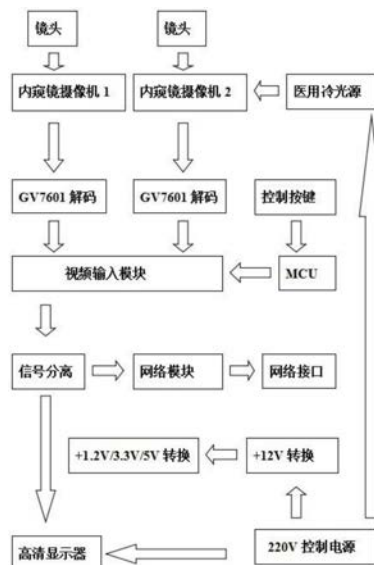 镜头
镜头
内窥镜摄像机 1
内窥镜摄像机 2
医用冷光源
GV7601 解码
GV7601 解码
控制按键
视频输入模块
MCU
信号分离
网络模块
网络接口
+1.2V/3.3V/5V 转换
+12V 转换
高清显示器
220V 控制电源